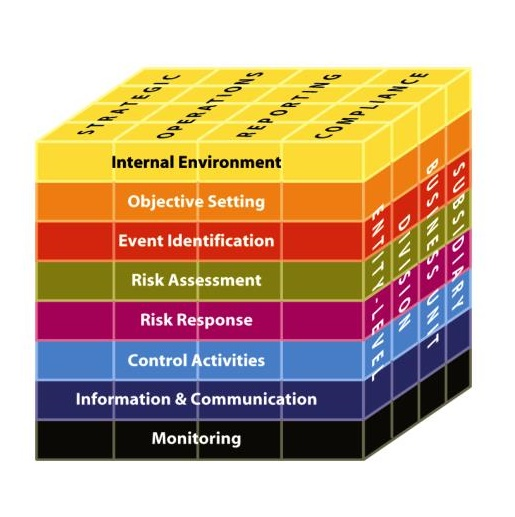 STRATEGIC
OPERATIONS
REPORTING
COMPLIANCE
Internal Environment
Objective Setting
Event Identification
Risk Assessment
Risk Response
Control Activities
Information & Communication
Monitoring
ENTITY-LEVEL
DIVISION
BUSINESS UNIT
SUBSIDIARY